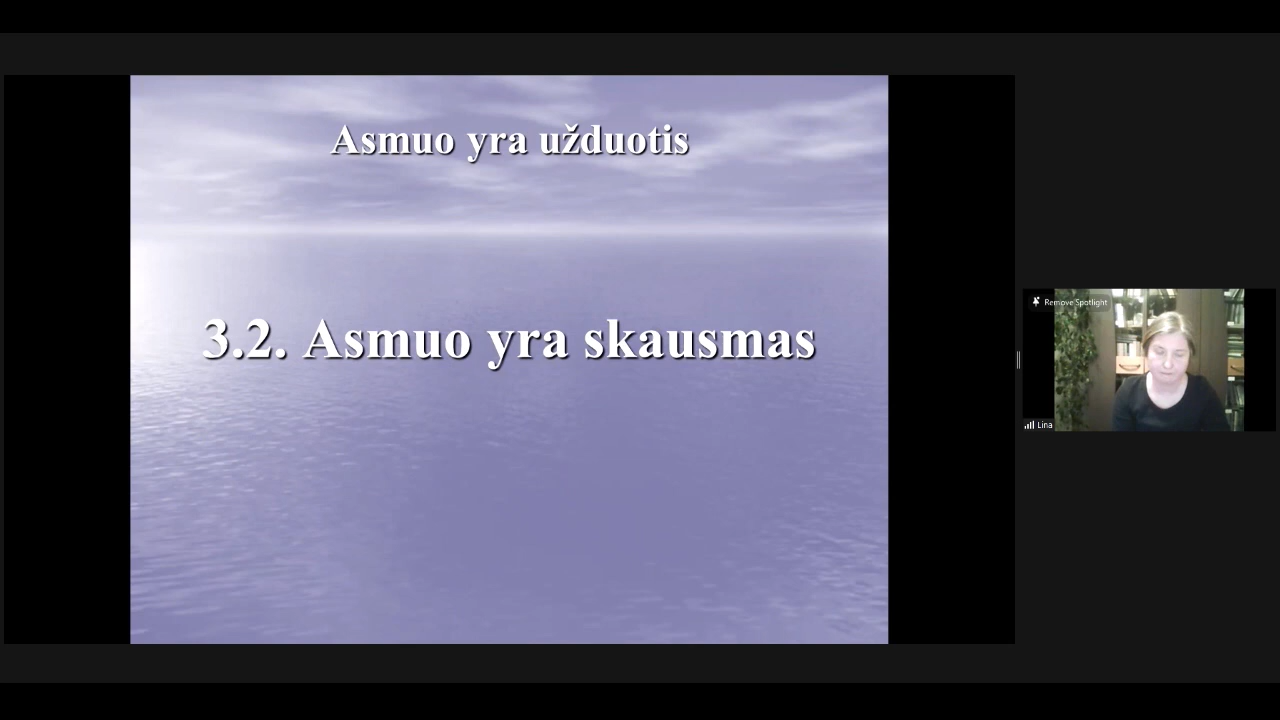 Asmuo yra užduotis
3.2. Asmuo yra skausmas
Remove Spotlight
Lina